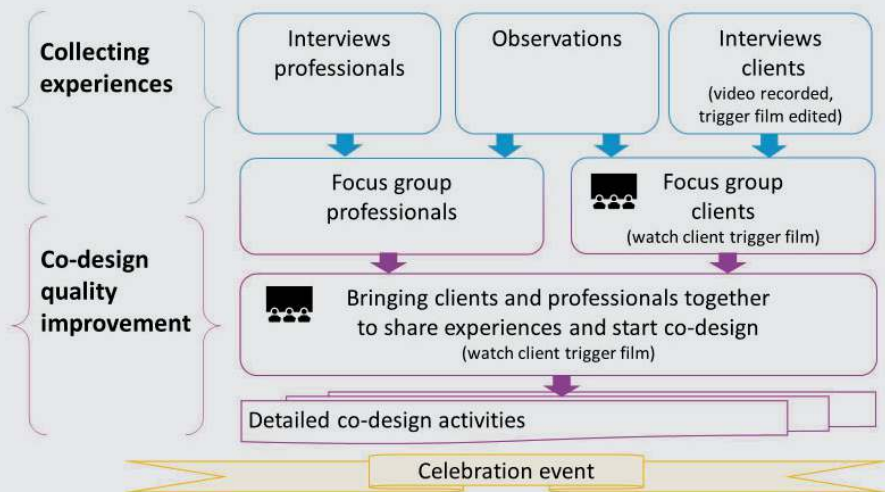 Collecting
experiences
Interviews
professionals
Observations
Interviews
clients
(video recorded,
trigger film edited)
Focus group
professionals
Focus group
clients
(watch client trigger film)
Co-design
quality
improvement
Bringing clients and professionals together
to share experiences and start co-design
(watch client trigger film)
Detailed co-design activities
Celebration event